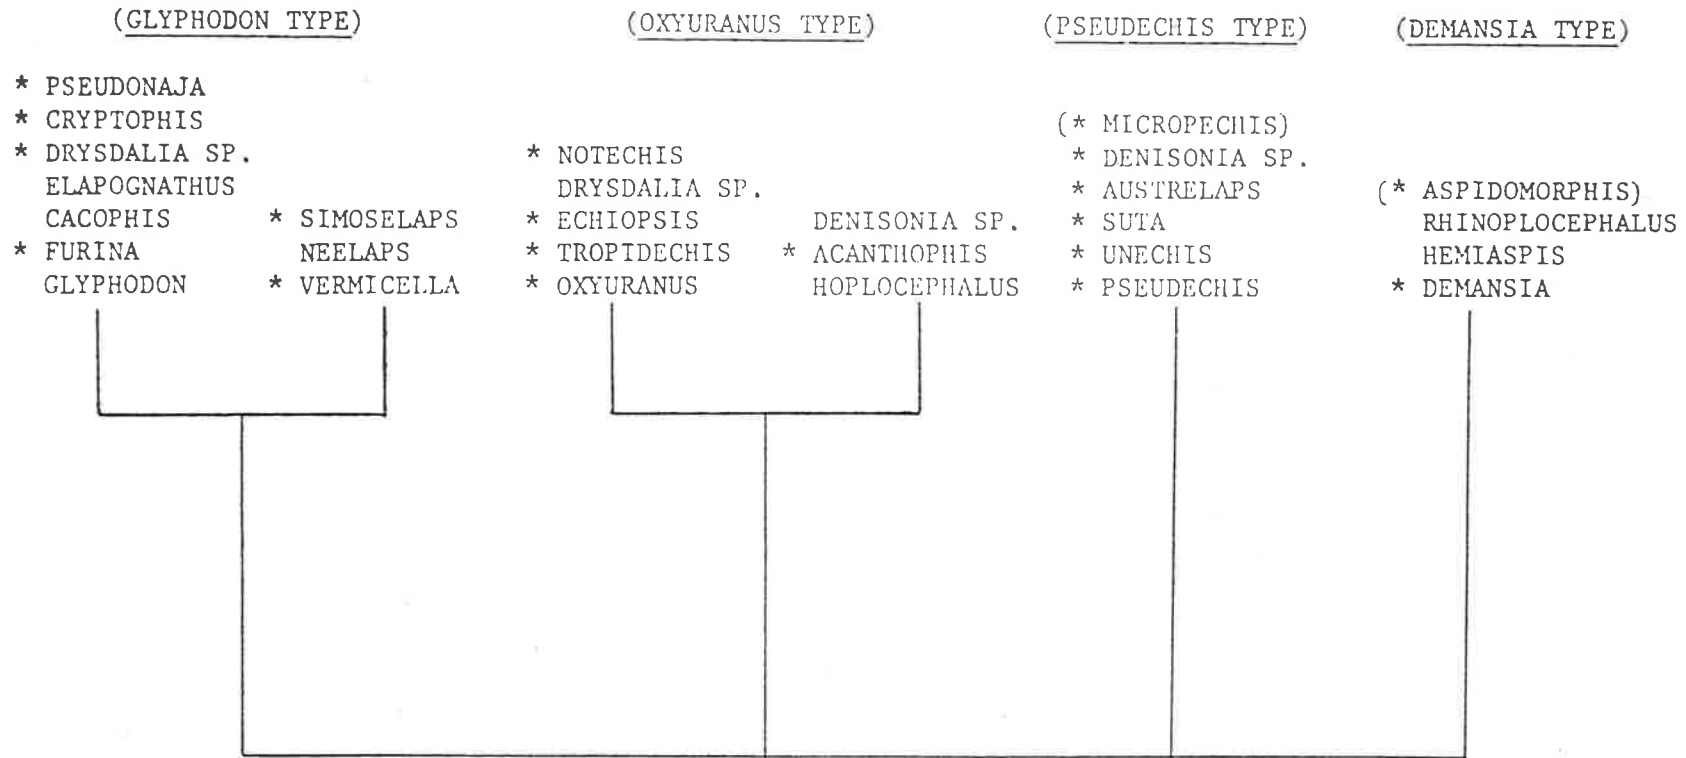 (GLYPHODON TYPE)
* PSEUDONAJA
* CRYPTOPHIS
* DRYSDALIA SP.
ELAPOGNATHUS
CACOPHIS
* FURINA
GLYPHODON
* SIMOSELAPS
NEELAPS
* VERMICELLA
(OXYURANUS TYPE)
* NOTECHIS
DRYSDALIA SP.
* ECHIOPSIS
* TROPIDECHIS
* OXYURANUS
DENISONIA SP.
* ACANTHOPHIS
HOPLOCEPHALUS
(PSEUDECHIS TYPE)
(* MICROPECHIS)
* DENISONIA SP.
* AUSTRELAPS
* SUTA
* UNECHIS
* PSEUDECHIS
(DEMANSIA TYPE)
(* ASPIDOMORPHIS)
RHINOPLOCEPHALUS
HEMIASPIS
* DEMANSIA